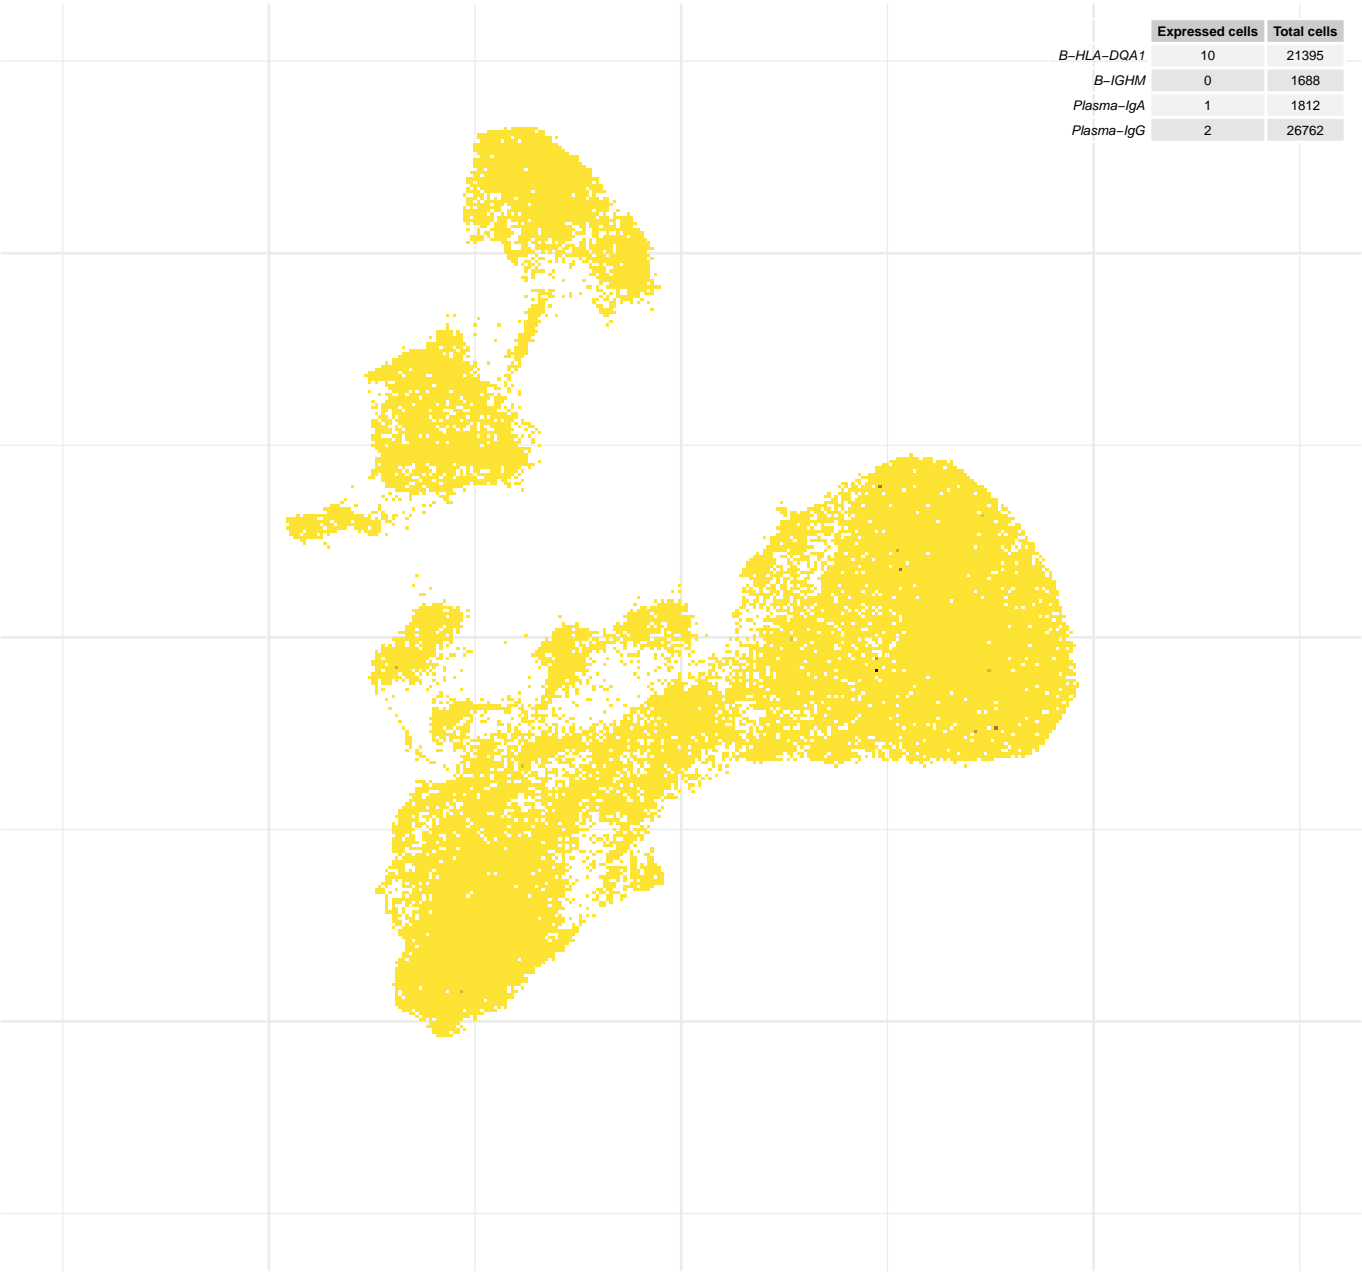 Expressed cells Total cells
B−HLA−DQA1 10 21395
B−IGHM 0 1688
Plasma−IgA 1 1812
Plasma−IgG 2 26762